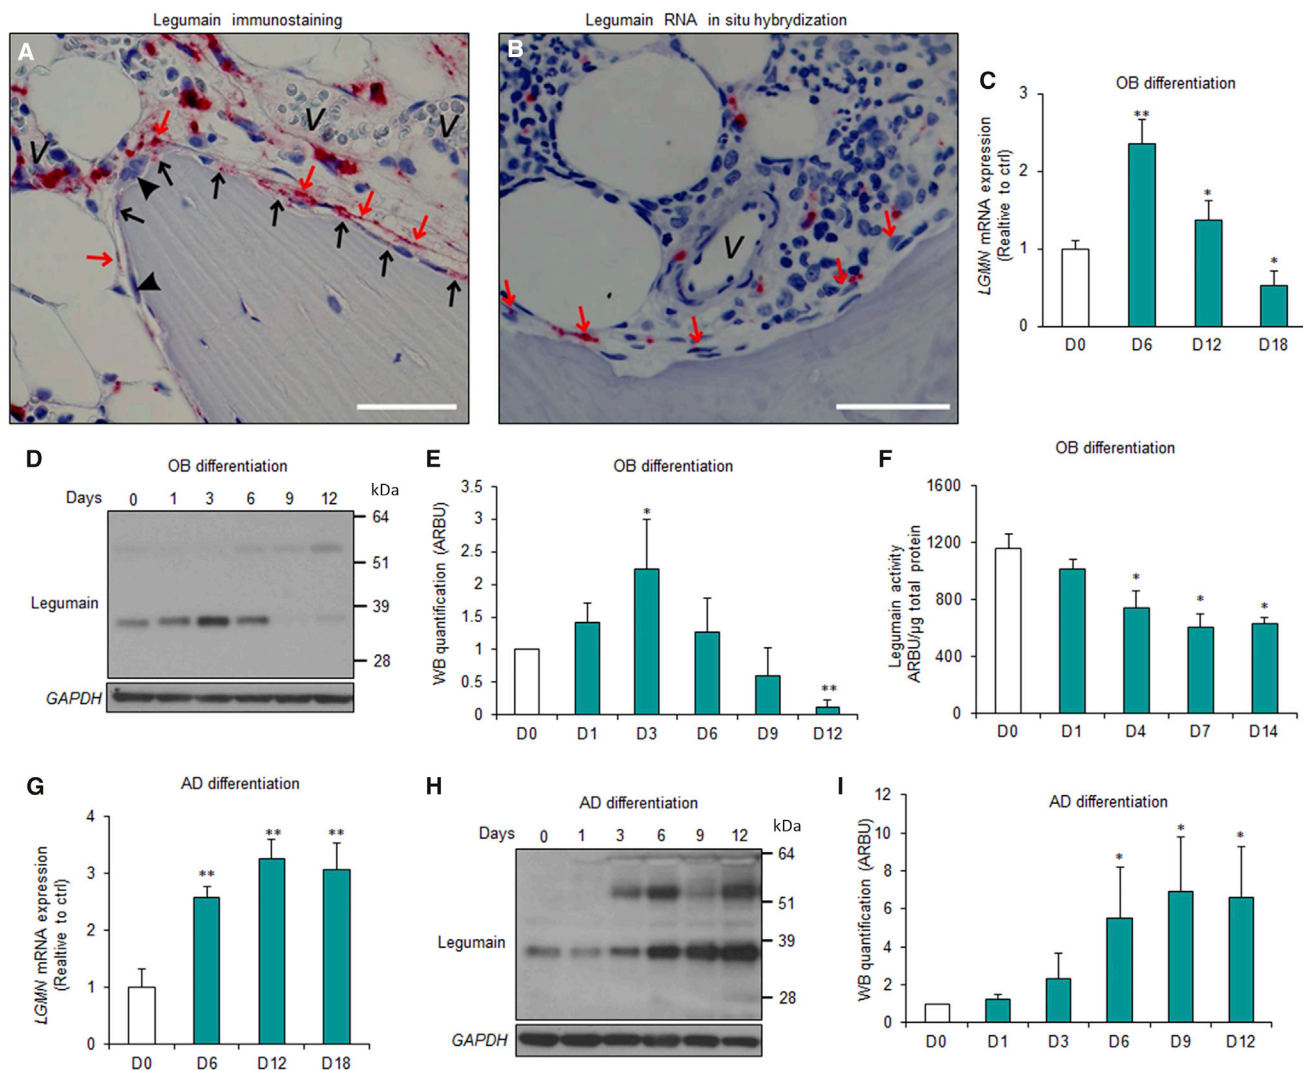 Legumain immunostaining
Legumain RNA in situ hybrydization
A
V
V
V
B
V
C
OB differentiation
LGMN mRNA expression
(Realtive to ctrl)
3
2
1
0
**
*
*
D0 D6 D12 D18
D
OB differentiation
Days 0 1 3 6 9 12 kDa
64
51
Legumain
39
28
GAPDH
E
OB differentiation
WB quantification (ARBU)
3.5
3
2.5
2
1.5
1
0.5
0
*
**
D0 D1 D3 D6 D9 D12
F
OB differentiation
Legumain activity
ARBU/µg total protein
1600
1200
800
400
0
*
*
*
D0 D1 D4 D7 D14
G
AD differentiation
LGMN mRNA expression
(Realtive to ctrl)
4
3
2
1
0
**
**
**
D0 D6 D12 D18
H
AD differentiation
Days 0 1 3 6 9 12 kDa
64
51
Legumain
39
28
GAPDH
I
AD differentiation
WB quantification (ARBU)
12
10
8
6
4
2
0
*
*
*
D0 D1 D3 D6 D9 D12